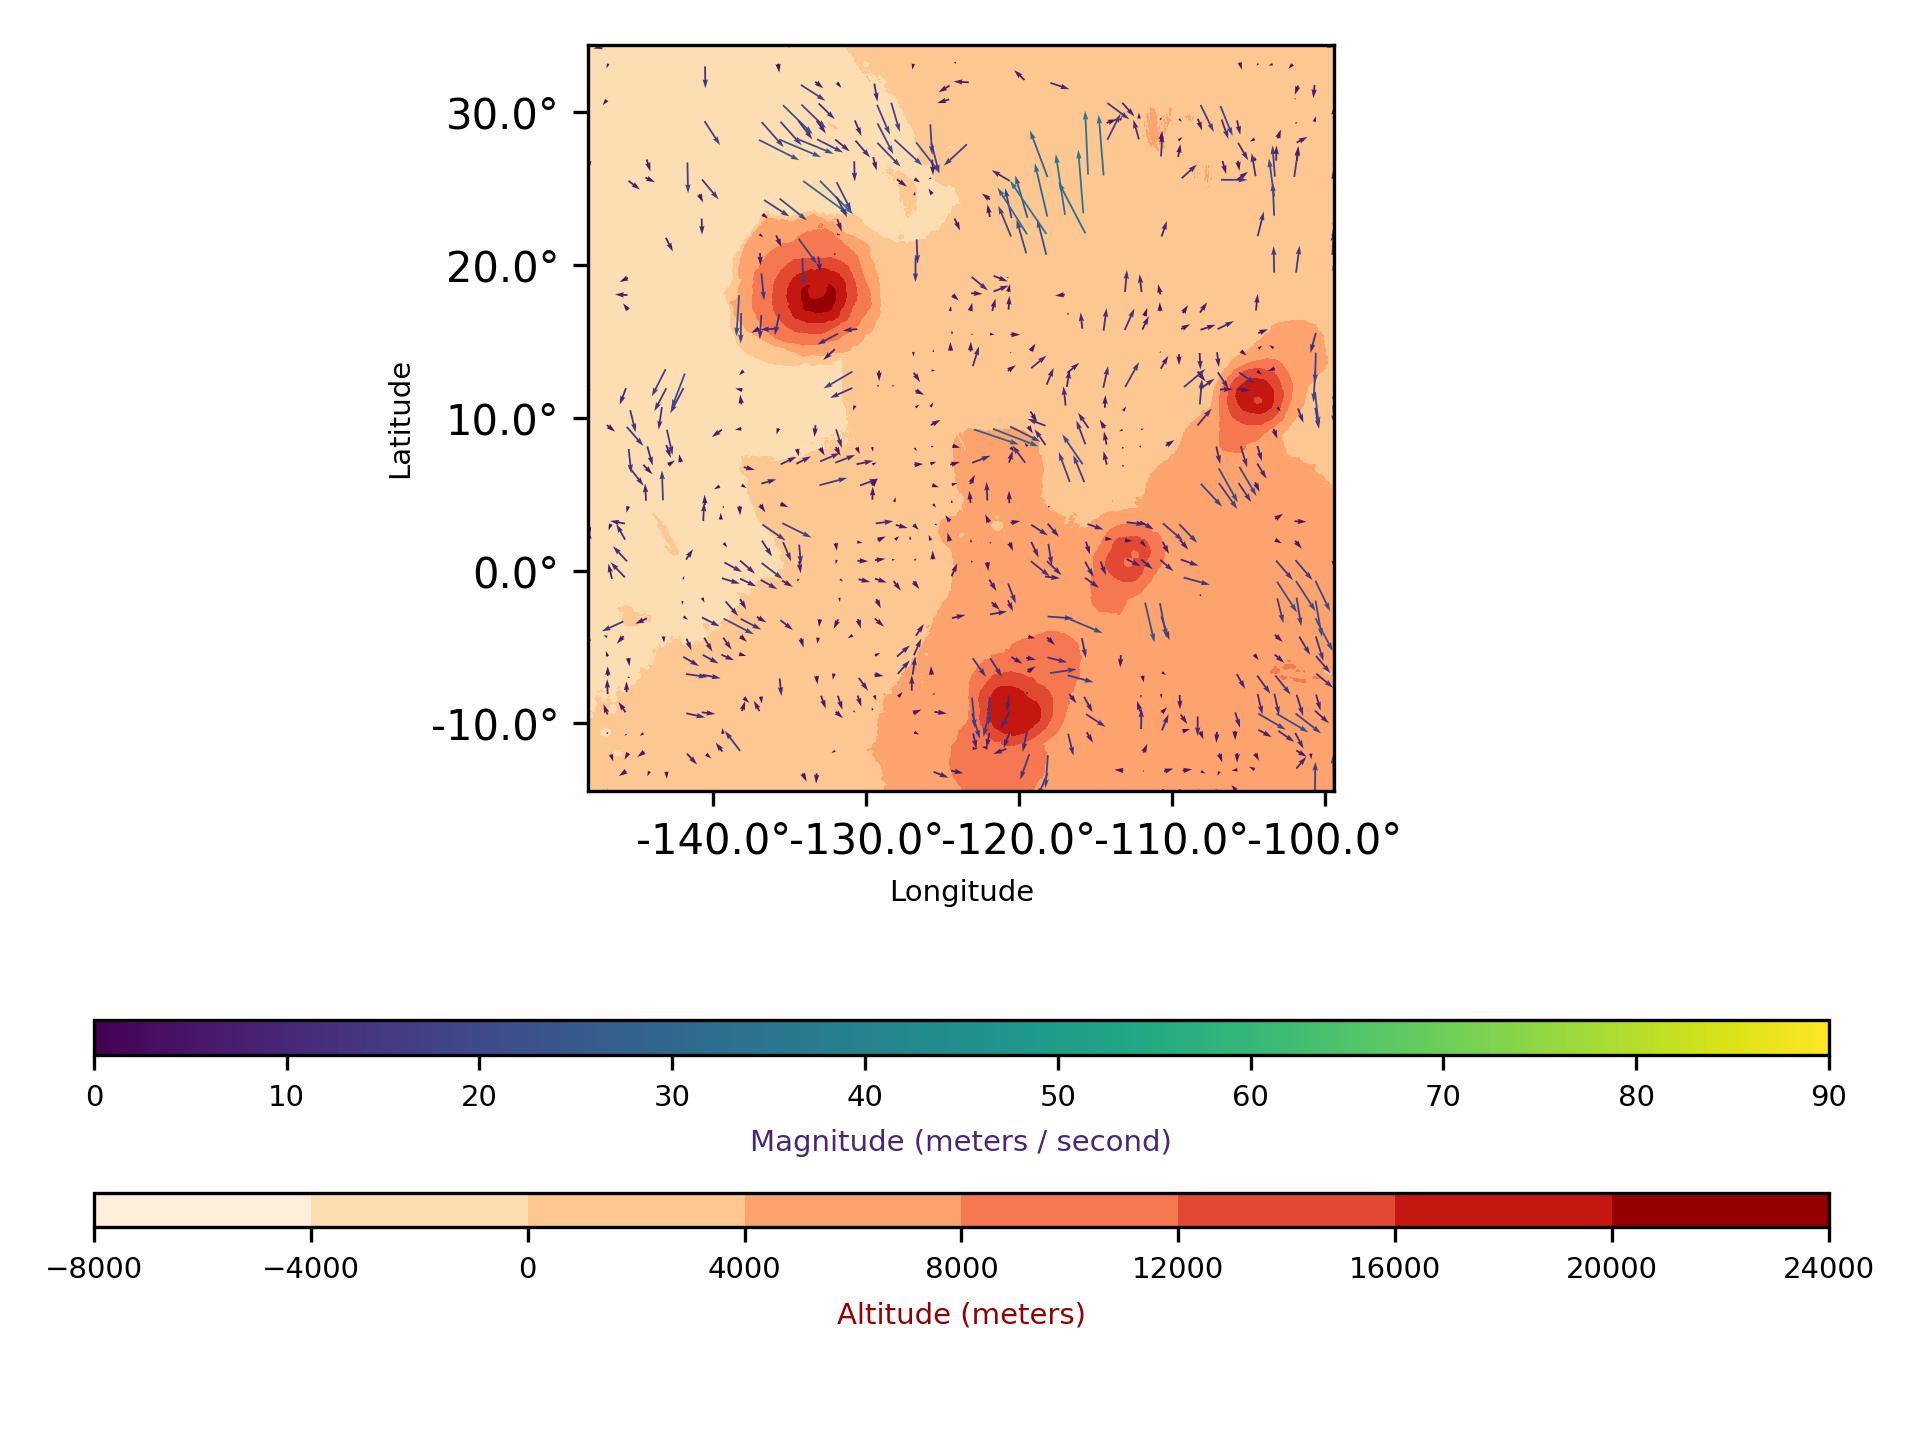 30.0°
20.0°
10.0°
0.0°
-10.0°
Latitude
-140.0° -130.0° -120.0° -110.0° -100.0°
Longitude
0 10 20 30 40 50 60 70 80 90
Magnitude (meters / second)
−8000 −4000 0 4000 8000 12000 16000 20000 24000
Altitude (meters)